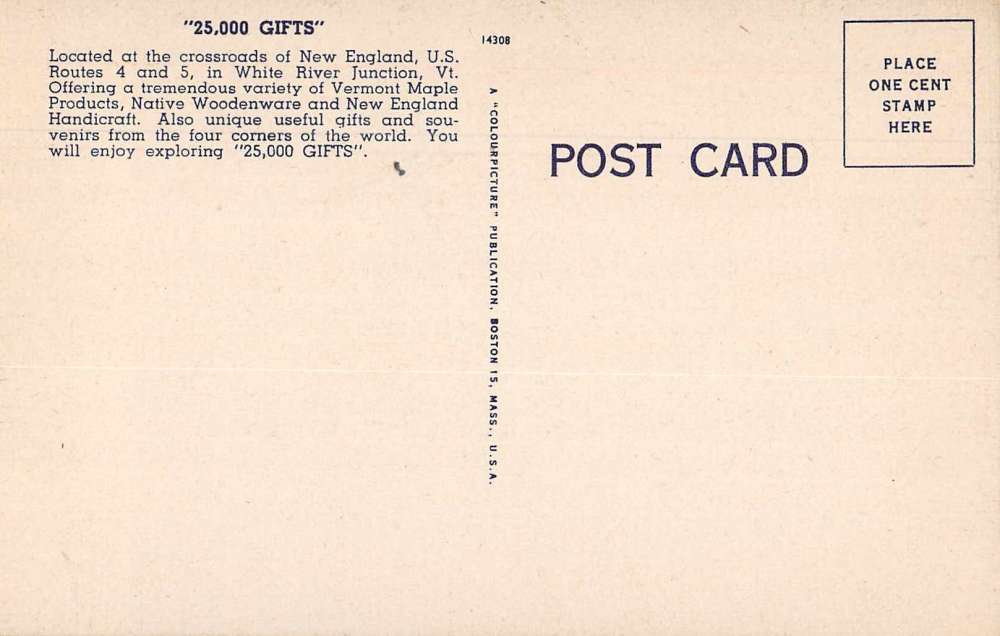 "25,000 GIFTS"
Located at the crossroads of New England, U.S.
Routes 4 and 5, in White River Junction, Vt.
Offering a tremendous variety of Vermont Maple
Products, Native Woodenware and New England
Handicraft. Also unique useful gifts and sou-
venirs from the four corners of the world. You
will enjoy exploring "25,000 GIFTS".
14308
A "COLOURPICTURE" PUBLICATION, BOSTON 15, MASS., U.S.A.
POST CARD
PLACE
ONE CENT
STAMP
HERE